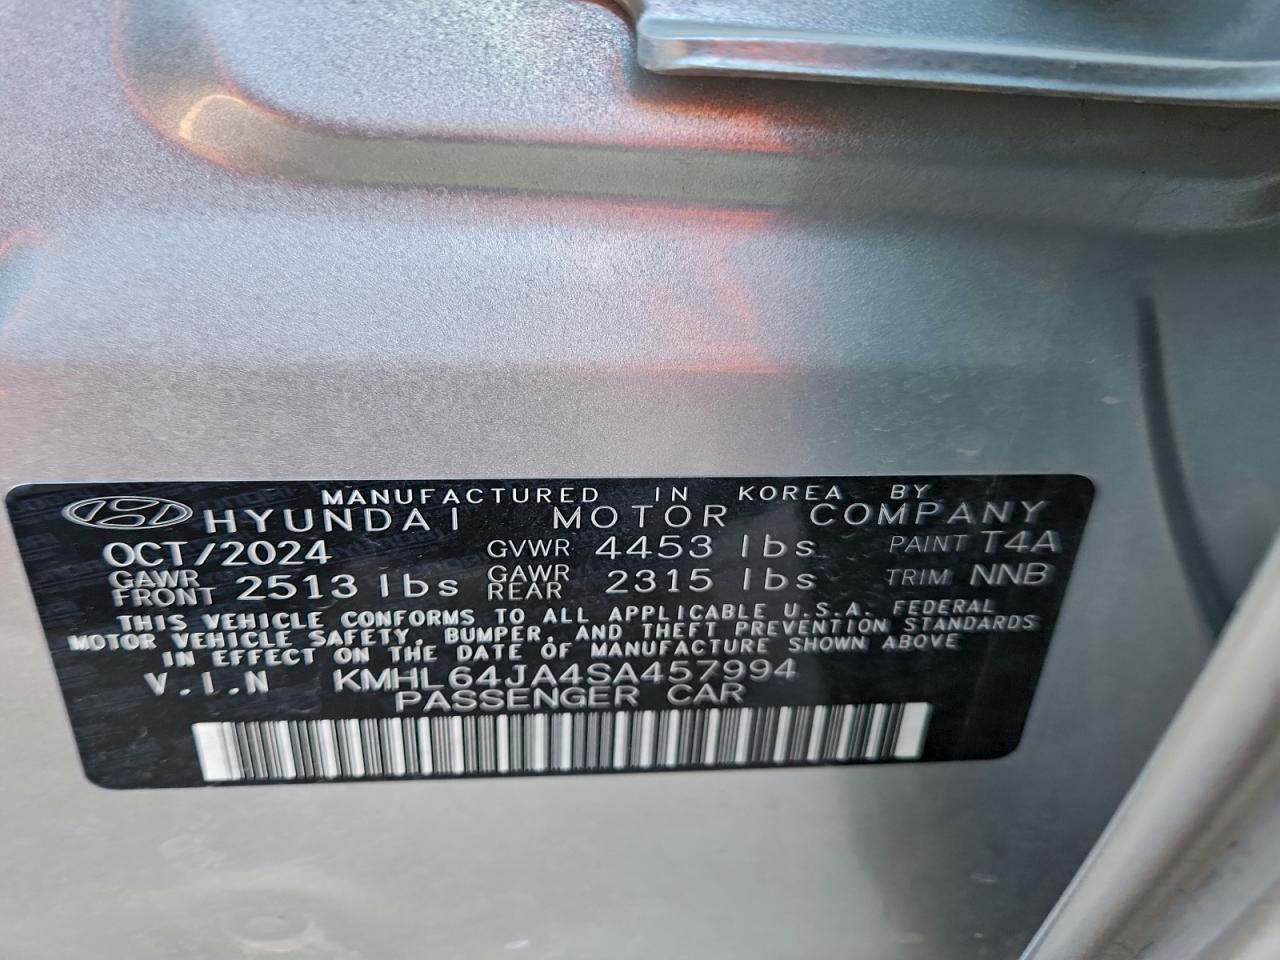 MANUFACTURED IN KOREA BY
HYUNDAI MOTOR COMPANY
OCT/2024 GVWR 4453 lbs PAINT T4A
GAWR FRONT 2513 lbs GAWR REAR 2315 lbs TRIM NNB
THIS VEHICLE CONFORMS TO ALL APPLICABLE U.S.A. FEDERAL
MOTOR VEHICLE SAFETY, BUMPER, AND THEFT PREVENTION STANDARDS
IN EFFECT ON THE DATE OF MANUFACTURE SHOWN ABOVE
V.I.N KMHL64JA4SA457994
PASSENGER CAR